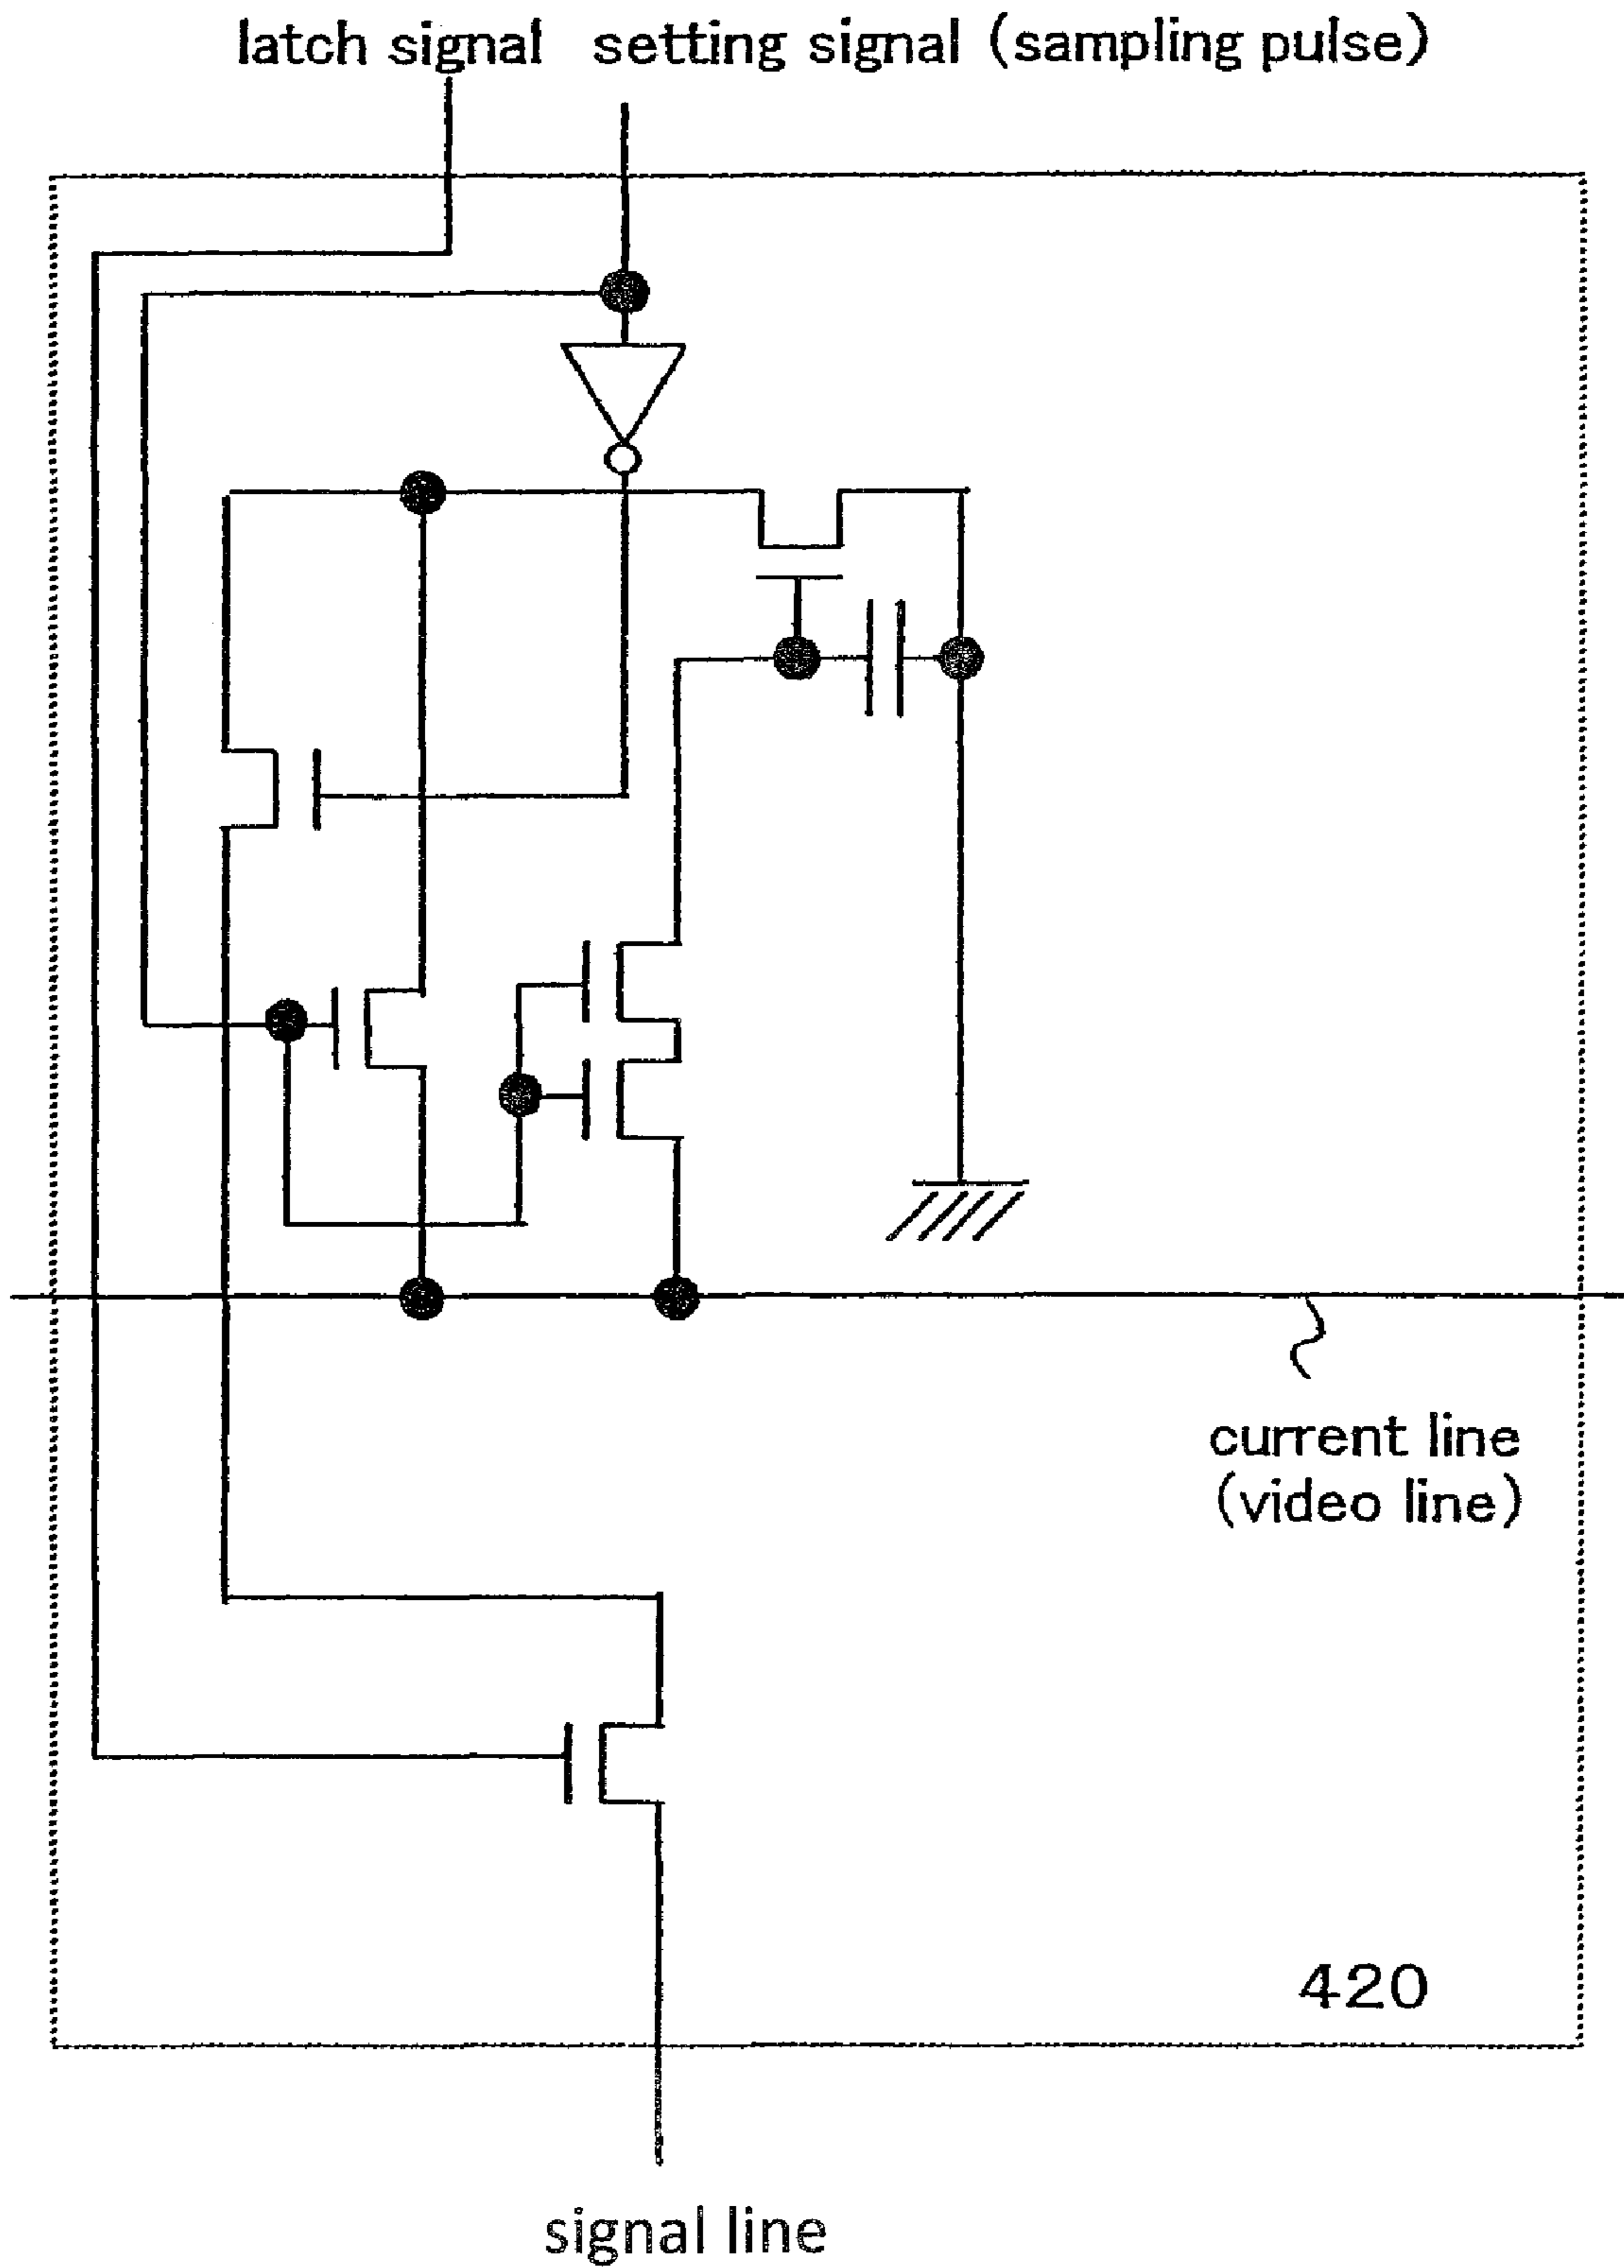 latch signal setting signal (sampling pulse)
current line
(video line)
420
signal line